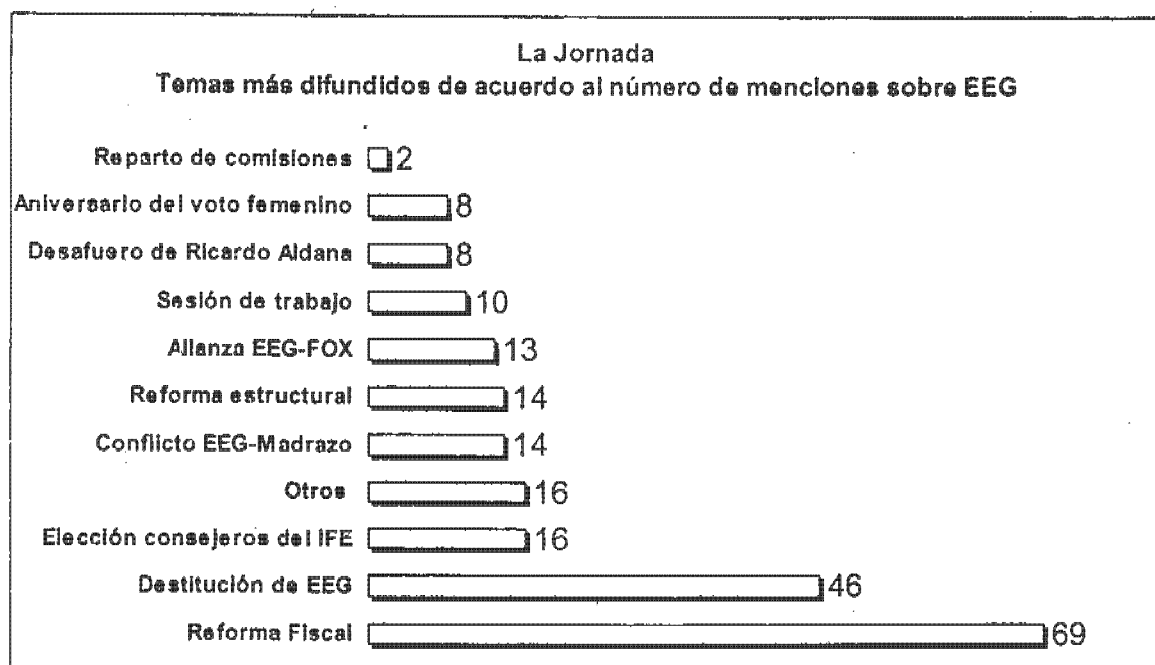 La Jornada
Temas más difundidos de acuerdo al número de menciones sobre EEG
Reparto de comisiones 2
Aniversario del voto femenino 8
Desafuero de Ricardo Aldana 8
Sesión de trabajo 10
Alianza EEG-FOX 13
Reforma estructural 14
Conflicto EEG-Madrazo 14
Otros 16
Elección consejeros del IFE 16
Destitución de EEG 46
Reforma Fiscal 69